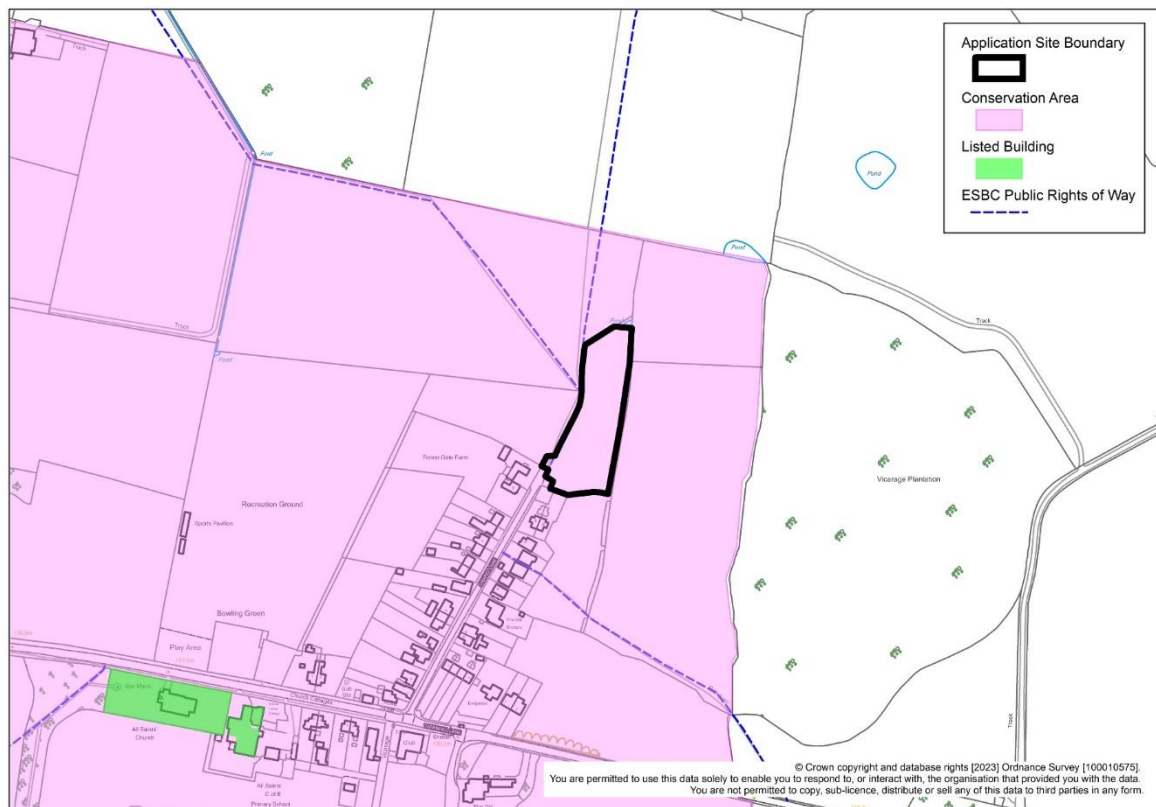 Application Site Boundary
Conservation Area
Listed Building
ESBC Public Rights of Way
Track
Pond
Pond
Pond
Track
Track
Pond
Vicarage Plantation
Recreation Ground
Sports Pavilion
Bowling Green
Play Area
Church Cottages
All Saints'
Church
All Saints
C of E
Primary School
Track
© Crown copyright and database rights [2023] Ordnance Survey [100010575].
You are permitted to use this data solely to enable you to respond to, or interact with, the organisation that provided you with the data.
You are not permitted to copy, sub-licence, distribute or sell any of this data to third parties in any form.